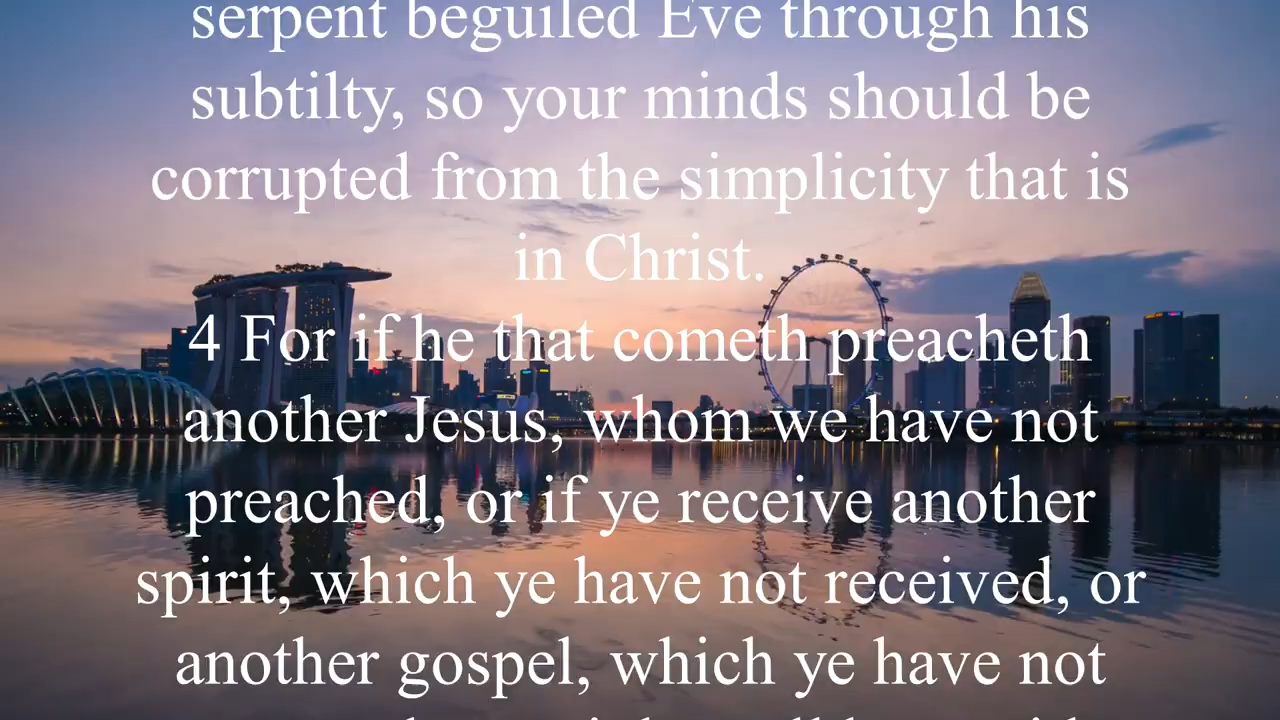 serpent beguiled Eve through his
subtilty, so your minds should be
corrupted from the simplicity that is
in Christ.
4 For if he that cometh preacheth
another Jesus, whom we have not
preached, or if ye receive another
spirit, which ye have not received, or
another gospel, which ye have not